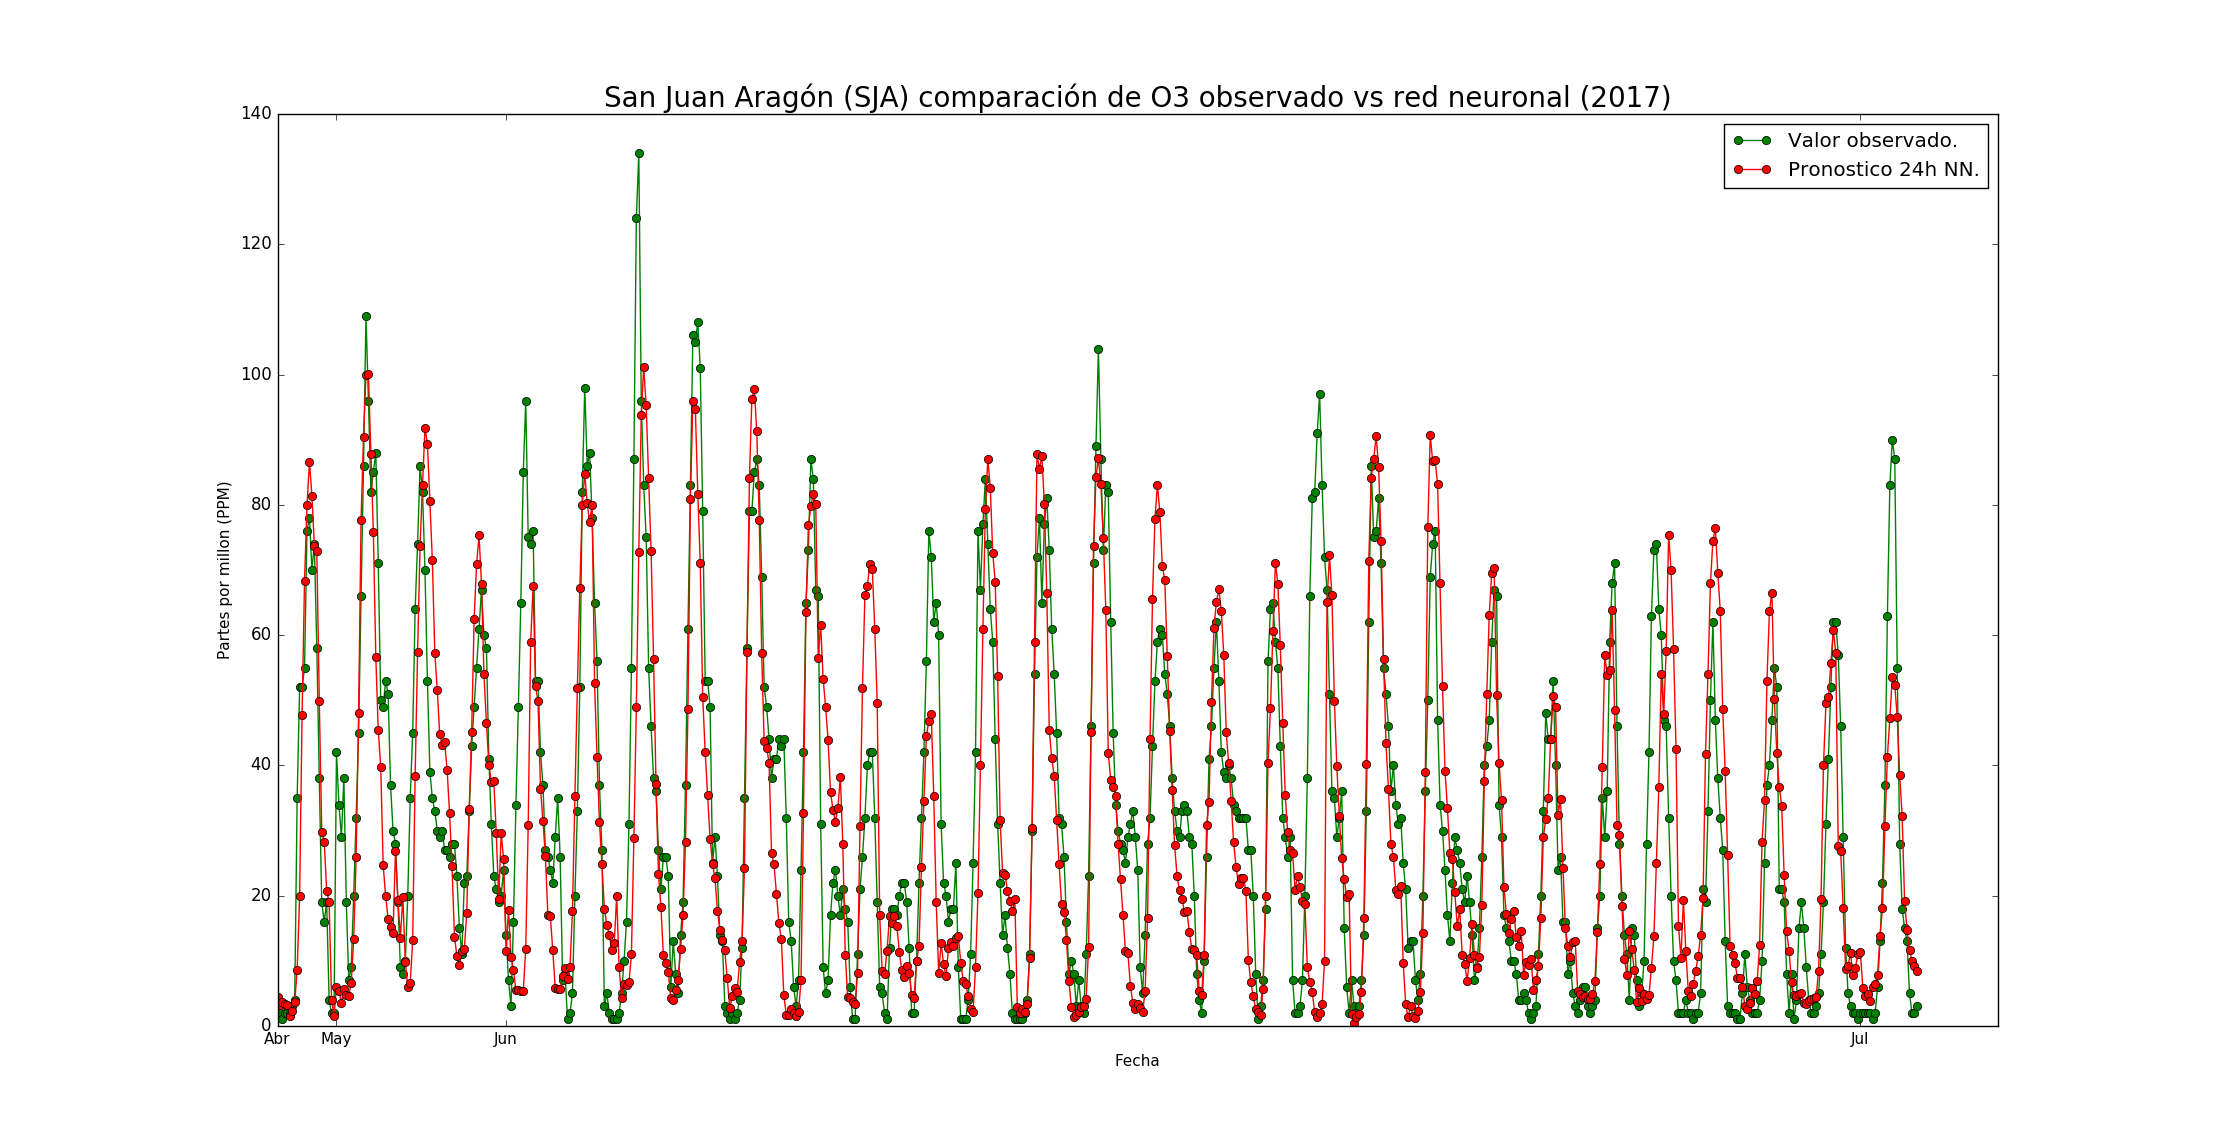 San Juan Aragón (SJA) comparación de O3 observado vs red neuronal (2017)
140
120
100
80
60
40
20
0
Partes por millon (PPM)
Valor observado.
Pronostico 24h NN.
Abr May Jun Jul
Fecha